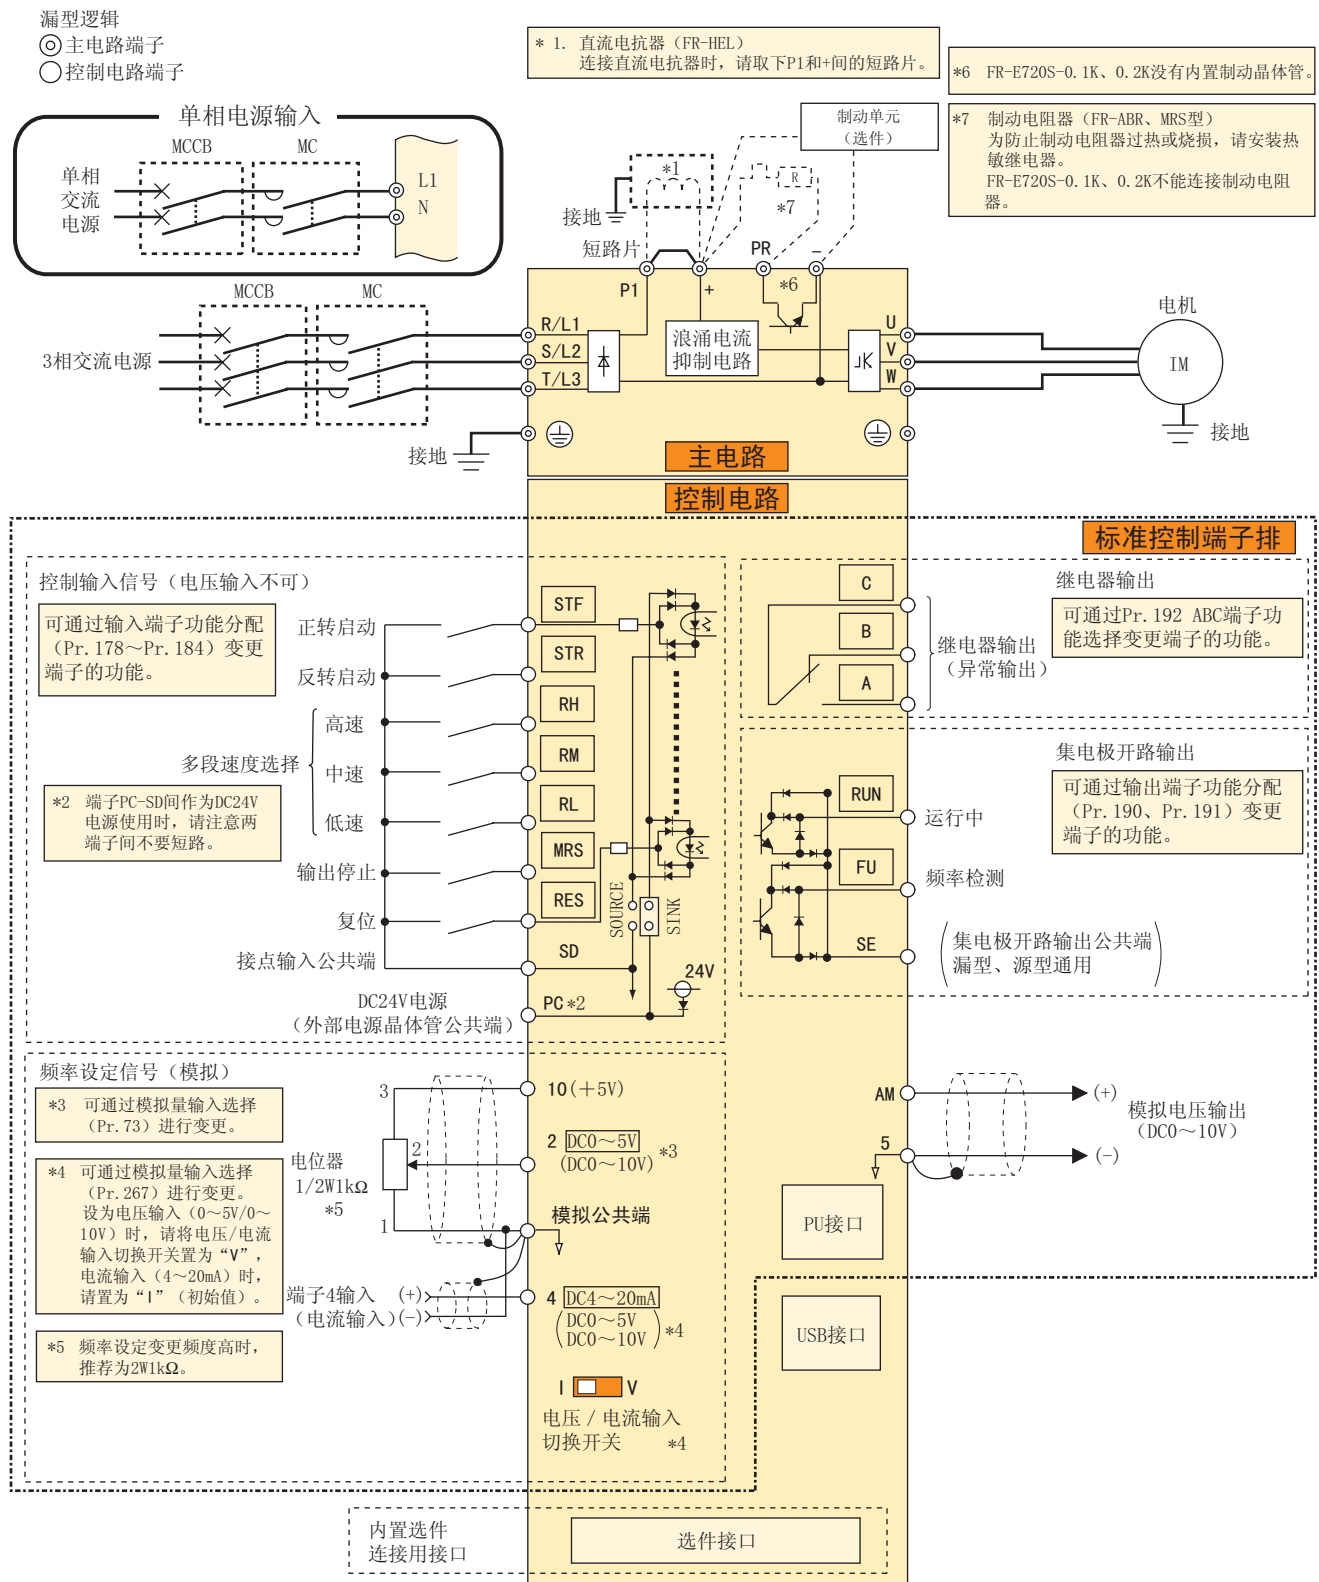 漏型逻辑
主电路端子
控制电路端子
* 1. 直流电抗器（FR-HEL）
连接直流电抗器时，请取下P1和+间的短路片。
*6 FR-E720S-0.1K、0.2K没有内置制动晶体管。
*7 制动电阻器（FR-ABR、MRS型）
为防止制动电阻器过热或烧损，请安装热
敏继电器。
FR-E720S-0.1K、0.2K不能连接制动电阻
器。
单相电源输入
MCCB
MC
单相
交流
电源
L1
N
制动单元
（选件）
*1
R
*7
接地
短路片
PR
−
P1
+
*6
MCCB
MC
3相交流电源
R/L1
S/L2
T/L3
浪涌电流
抑制电路
U
V
W
电机
IM
接地
接地
主电路
控制电路
标准控制端子排
控制输入信号（电压输入不可）
可通过输入端子功能分配
（Pr.178～Pr.184）变更
端子的功能。
正转启动
反转启动
高速
多段速度选择
中速
低速
*2 端子PC-SD间作为DC24V
电源使用时，请注意两
端子间不要短路。
输出停止
复位
接点输入公共端
DC24V电源
（外部电源晶体管公共端）
STF
STR
RH
RM
RL
MRS
RES
SD
PC *2
SOURCE
SINK
24V
C
B
A
继电器输出
可通过Pr.192 ABC端子功
能选择变更端子的功能。
继电器输出
（异常输出）
集电极开路输出
可通过输出端子功能分配
（Pr.190、Pr.191）变更
端子的功能。
RUN
运行中
FU
频率检测
SE
集电极开路输出公共端
漏型、源型通用
频率设定信号（模拟）
*3 可通过模拟量输入选择
（Pr.73）进行变更。
*4 可通过模拟量输入选择
（Pr.267）进行变更。
设为电压输入（0～5V/0～
10V）时，请将电压/电流
输入切换开关置为“V”，
电流输入（4～20mA）时，
请置为“I”（初始值）。
*5 频率设定变更频度高时，
推荐为2W1kΩ。
3
2
1
电位器
1/2W1kΩ
*5
端子4输入 (+)
（电流输入）(−)
10(＋5V)
2 DC0～5V
(DC0～10V) *3
模拟公共端
4 DC4～20mA
DC0～5V
DC0～10V *4
I V
电压 / 电流输入
切换开关 *4
AM
5
(+)
(−)
模拟电压输出
（DC0～10V）
PU接口
USB接口
内置选件
连接用接口
选件接口